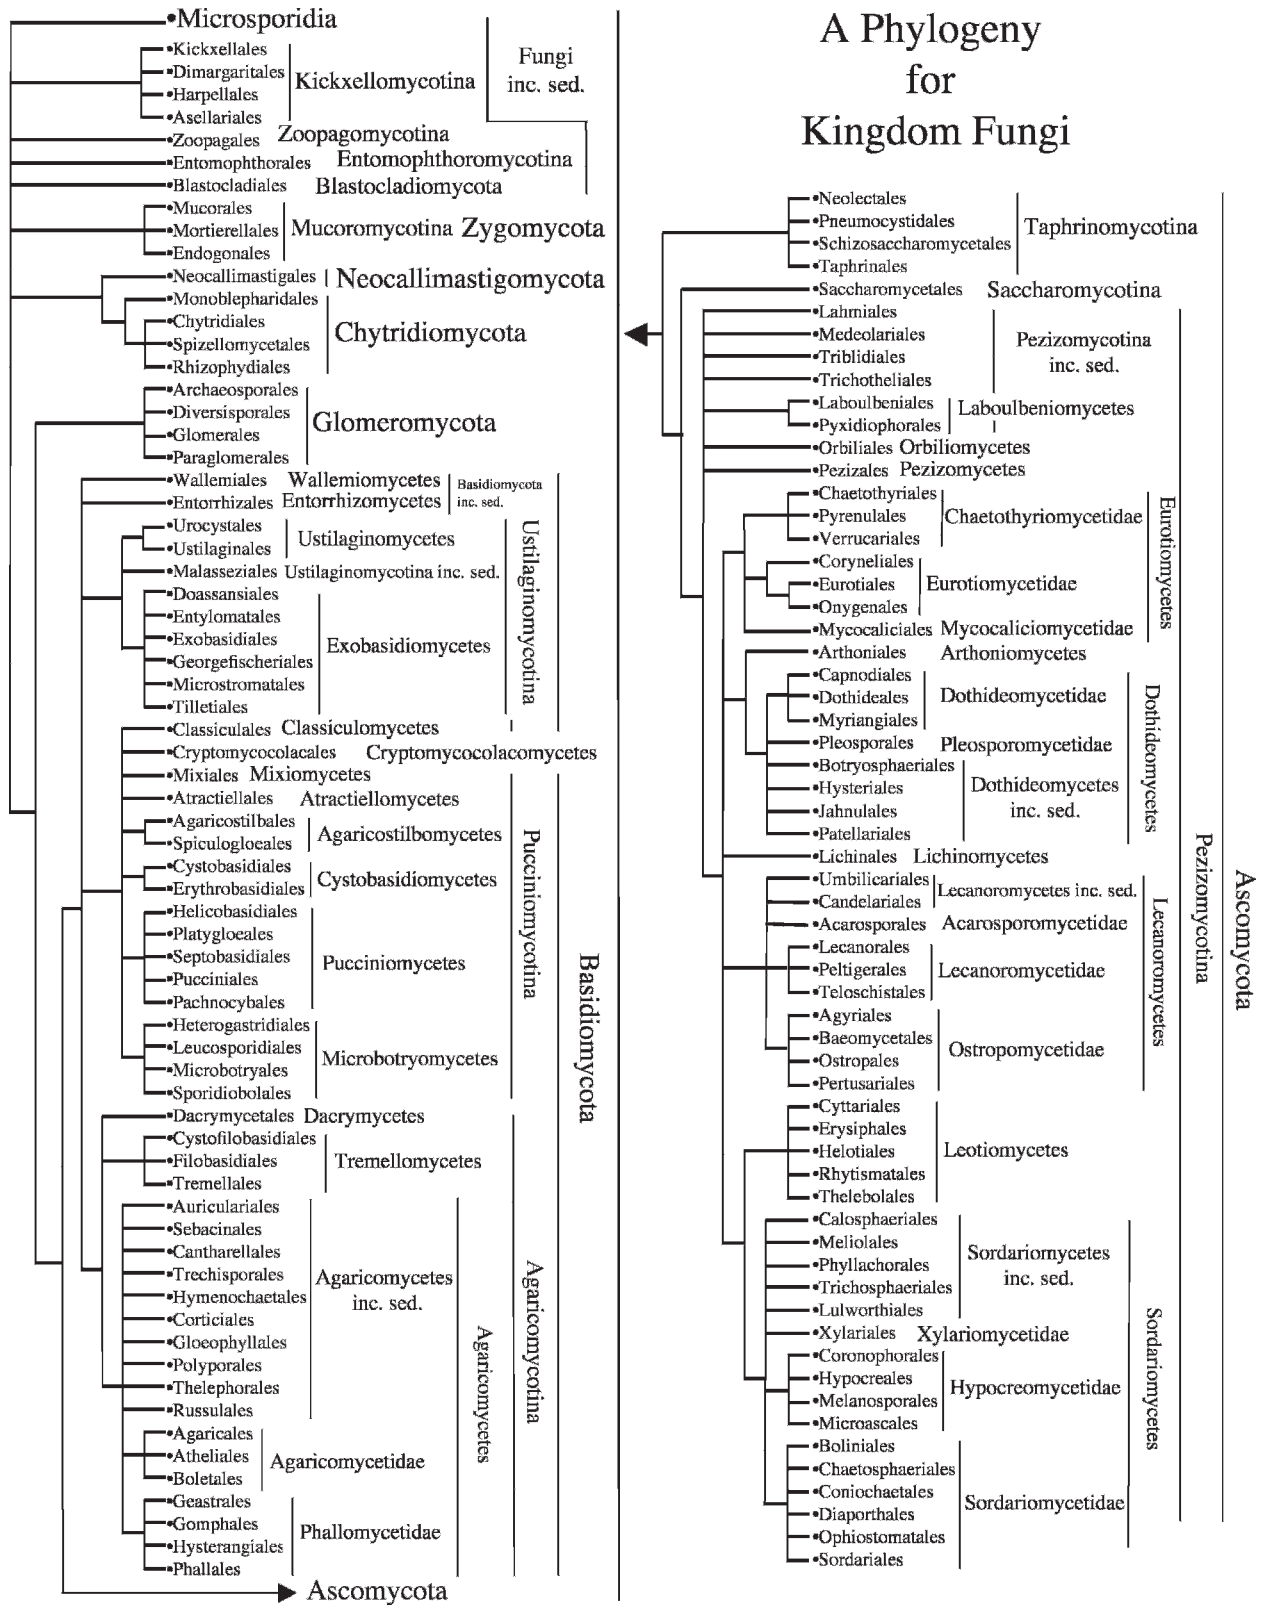 Microsporidia
Kickxellales
Dimargaritales
Harpellales
Asellariales
Kickxellomycotina
Fungi
inc. sed.
Zoopagales Zoopagomycotina
Entomophthorales Entomophthoromycotina
Blastocladiales Blastocladiomycota
Mucorales
Mortierellales
Endogonales
Mucoromycotina Zygomycota
Neocallimastigales Neocallimastigomycota
Monoblepharidales
Chytridiales
Spizellomycetales
Rhizophydiales
Chytridiomycota
Archaeosporales
Diversisporales
Glomerales
Paraglomerales
Glomeromycota
Wallemiales Wallemiomycetes
Entorrhizales Entorrhizomycetes
Basidiomycota
inc. sed.
Urocystales
Ustilaginales
Ustilaginomycetes
Malasseziales Ustilaginomycotina inc. sed.
Doassansiales
Entylomatales
Exobasidiales
Georgefischeriales
Microstromatales
Tilletiales
Exobasidiomycetes
Ustilaginomycotina
Classiculales Classiculomycetes
Cryptomycocolacales Cryptomycocolacomycetes
Mixiales Mixiomycetes
Atractiellales Atractiellomycetes
Agaricostilbales
Spiculogloeales
Agaricostilbomycetes
Cystobasidiales
Erythrobasidiales
Cystobasidiomycetes
Helicobasidiales
Platygloeales
Septobasidiales
Pucciniales
Pachnocybales
Pucciniomycetes
Heterogastridiales
Leucosporidiales
Microbotryales
Sporidiobolales
Microbotryomycetes
Pucciniomycotina
Basidiomycota
Dacrymycetales Dacrymycetes
Cystofilobasidiales
Filobasidiales
Tremellales
Tremellomycetes
Auriculariales
Sebacinales
Cantharellales
Trechisporales
Hymenochaetales
Corticiales
Gloeophyllales
Polyporales
Thelephorales
Russulales
Agaricomycetes
inc. sed.
Agaricales
Atheliales
Boletales
Agaricomycetidae
Geastrales
Gomphales
Hysterangiales
Phallales
Phallomycetidae
Agaricomycetes
Agaricomycotina
Ascomycota
A Phylogeny
for
Kingdom Fungi
Neolectales
Pneumocystidales
Schizosaccharomycetales
Taphrinales
Taphrinomycotina
Saccharomycetales Saccharomycotina
Lahmiales
Medeolariales
Triblidiales
Trichotheliales
Pezizomycotina
inc. sed.
Laboulbeniales
Pyxidiophorales
Laboulbeniomycetes
Orbiliales Orbiliomycetes
Pezizales Pezizomycetes
Chaetothyriales
Pyrenulales
Verrucariales
Chaetothyriomycetidae
Coryneliales
Eurotiales
Onygenales
Eurotiomycetidae
Mycocaliciales Mycocaliciomycetidae
Eurotiomycetes
Arthoniales Arthoniomycetes
Capnodiales
Dothideales
Myriangiales
Dothideomycetidae
Pleosporales Pleosporomycetidae
Botryosphaeriales
Hysteriales
Jahnulales
Patellariales
Dothideomycetes
inc. sed.
Dothideomycetes
Lichinales Lichinomycetes
Umbilicariales
Candelariales
Lecanoromycetes inc. sed.
Acarosporales Acarosporomycetidae
Lecanorales
Peltigerales
Teloschistales
Lecanoromycetidae
Agyriales
Baeomycetales
Ostropales
Pertusariales
Ostropomycetidae
Lecanoromycetes
Cyttariales
Erysiphales
Helotiales
Rhytismatales
Thelebolales
Leotiomycetes
Calosphaeriales
Meliolales
Phyllachorales
Trichosphaeriales
Lulworthiales
Sordariomycetes
inc. sed.
Xylariales Xylariomycetidae
Coronophorales
Hypocreales
Melanosporales
Microascales
Hypocreomycetidae
Boliniales
Chaetosphaeriales
Coniochaetales
Diaporthales
Ophiostomatales
Sordariales
Sordariomycetidae
Sordariomycetes
Pezizomycotina
Ascomycota